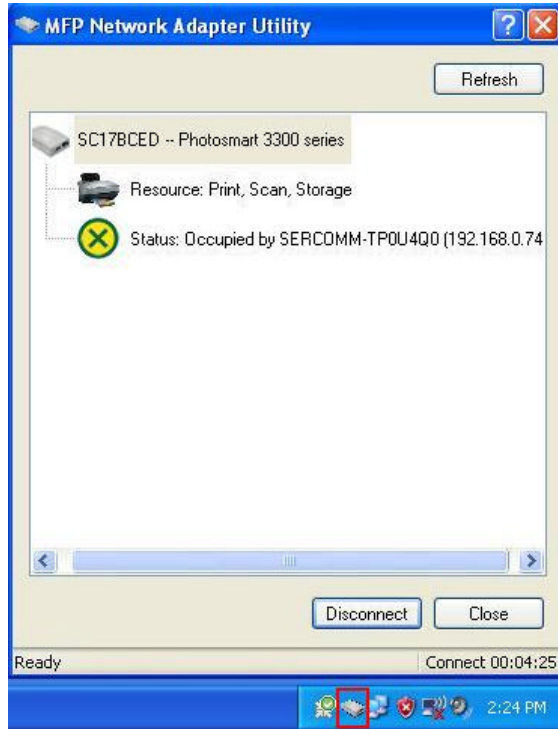 MFP Network Adapter Utility
Refresh
SC17BCED -- Photosmart 3300 series
Resource: Print, Scan, Storage
Status: Occupied by SERCOMM-TP0U4Q0 (192.168.0.74
Disconnect
Close
Ready
Connect 00:04:25
2:24 PM